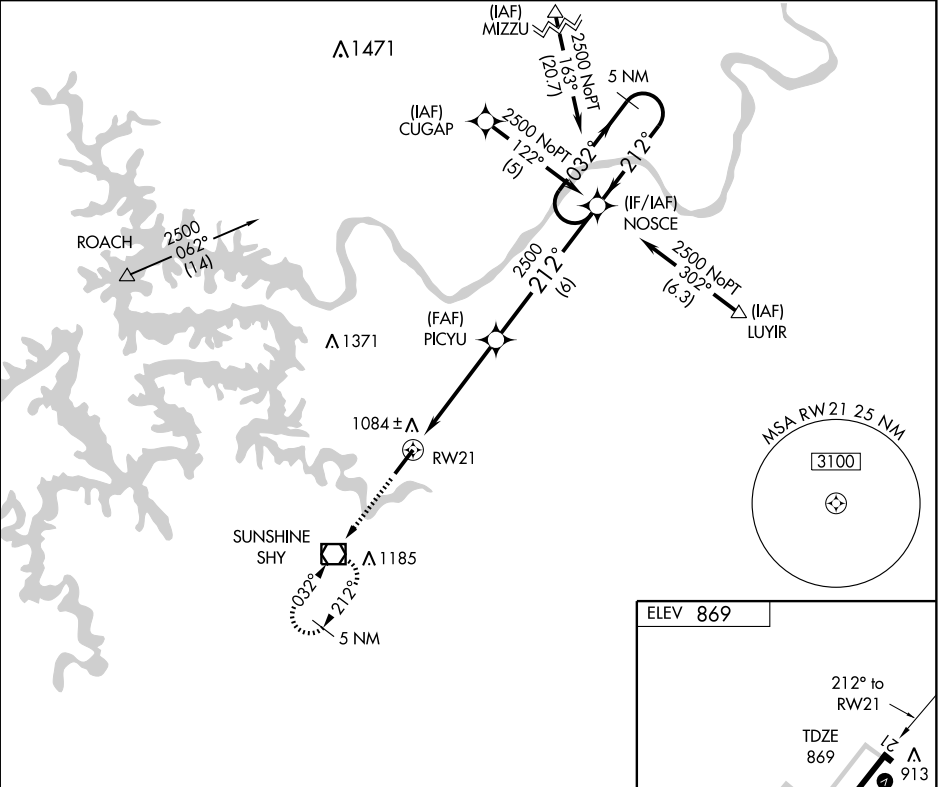 (IAF)
MIZZU
1471
2500 NoPT
163°
(20.7)
5 NM
(IAF)
CUGAP
2500 NoPT
122°
(5)
032°
212°
(IF/IAF)
NOSCE
ROACH
2500
062°
(14)
2500
212°
(6)
2500 NoPT
302°
(6.3)
(IAF)
LUYIR
(FAF)
PICYU
1371
1084 ±
RW21
MSA RW21 25 NM
3100
SUNSHINE
SHY
1185
032°
212°
5 NM
ELEV 869
212° to
RW21
TDZE
869
21
913
V